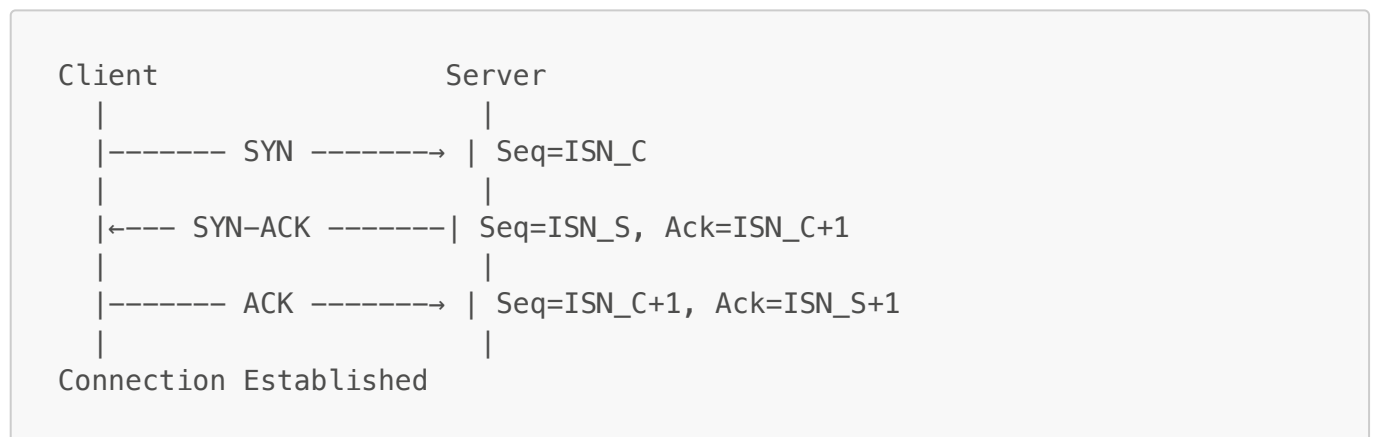 Client                 Server
  |                      |
  |------- SYN -------→ | Seq=ISN_C
  |                      |
  |←--- SYN-ACK -------| Seq=ISN_S, Ack=ISN_C+1
  |                      |
  |------- ACK -------→ | Seq=ISN_C+1, Ack=ISN_S+1
  |                      |
Connection Established